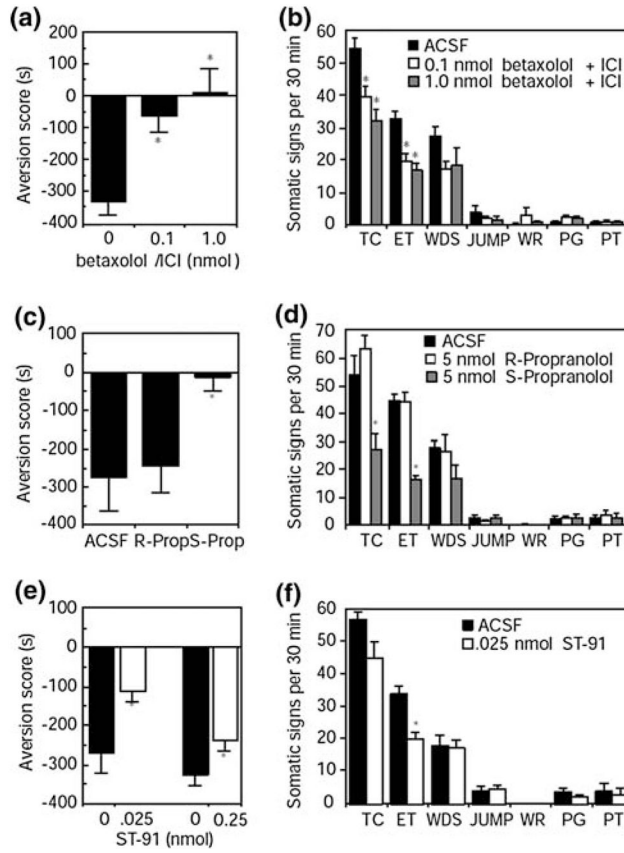 (a)
100
0
-100
-200
-300
-400
Aversion score (s)
*
*
0 0.1 1.0
betaxolol /ICI (nmol)
(b)
60
50
40
30
20
10
0
Somatic signs per 30 min
ACSF
0.1 nmol betaxolol + ICI
1.0 nmol betaxolol + ICI
* *
* *
TC ET WDS JUMP WR PG PT
(c)
100
0
-100
-200
-300
-400
Aversion score (s)
*
ACSF R-Prop S-Prop
(d)
70
60
50
40
30
20
10
0
Somatic signs per 30 min
ACSF
5 nmol R-Propranolol
5 nmol S-Propranolol
* *
TC ET WDS JUMP WR PG PT
(e)
100
0
-100
-200
-300
-400
Aversion score (s)
* *
0 .025 0 0.25
ST-91 (nmol)
(f)
60
50
40
30
20
10
0
Somatic signs per 30 min
ACSF
.025 nmol ST-91
*
TC ET WDS JUMP WR PG PT